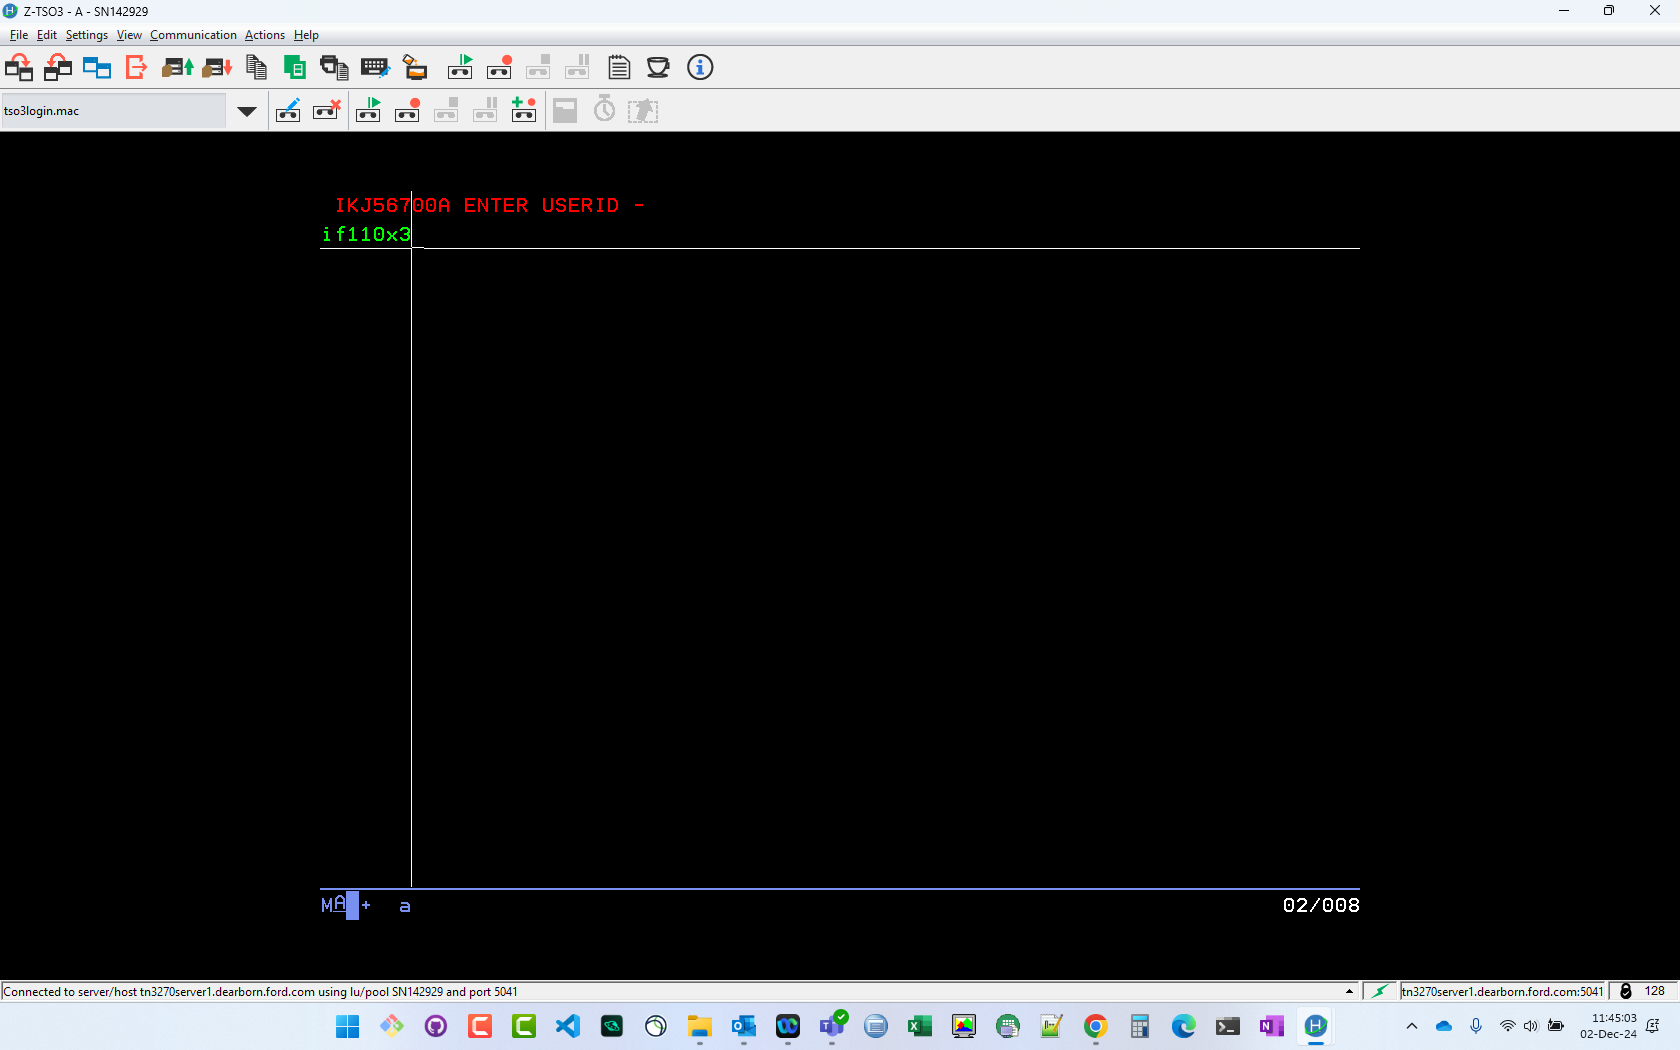 Z-TSO3 - A - SN142929
File Edit Settings View Communication Actions Help
tso3login.mac
IKJ56700A ENTER USERID -
if110x3
MA + a 02/008
Connected to server/host tn3270server1.dearborn.ford.com using lu/pool SN142929 and port 5041
tn3270server1.dearborn.ford.com:5041
128
11:45:03
02-Dec-24